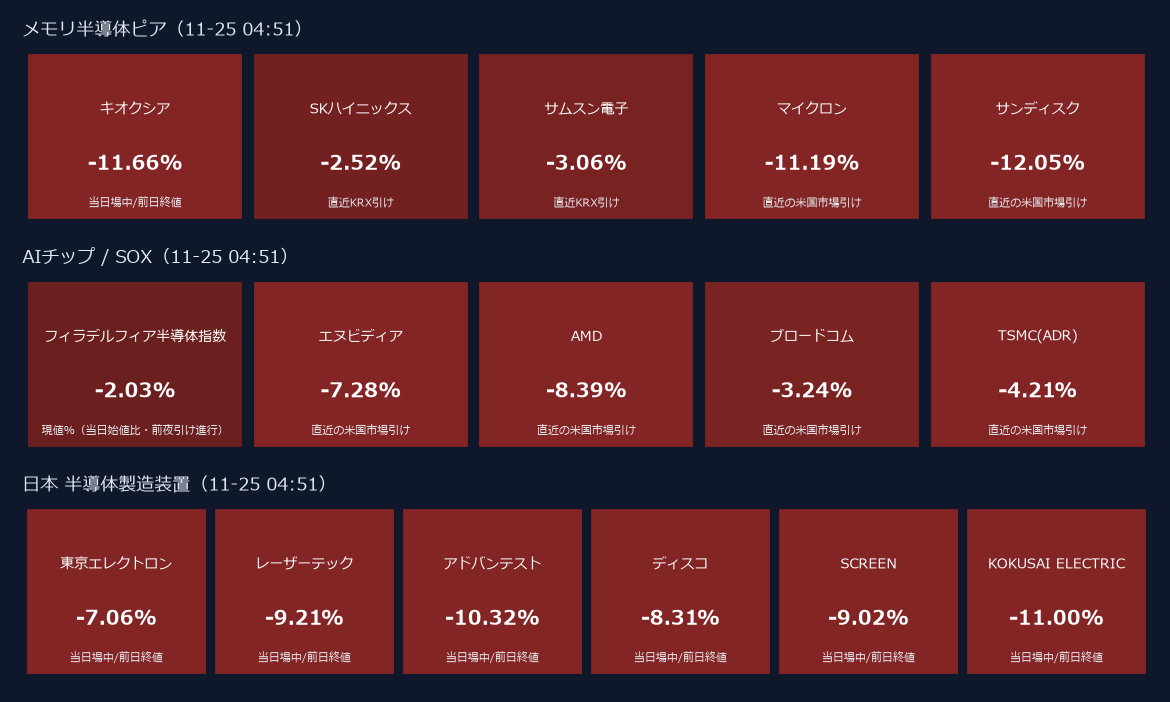 メモリ半導体ピア（11-25 04:51）
キオクシア
-11.66%
当日場中/前日終値
SKハイニックス
-2.52%
直近KRX引け
サムスン電子
-3.06%
直近KRX引け
マイクロン
-11.19%
直近の米国市場引け
サンディスク
-12.05%
直近の米国市場引け
AIチップ / SOX（11-25 04:51）
フィラデルフィア半導体指数
-2.03%
現値%（当日始値比・前夜引け進行）
エヌビディア
-7.28%
直近の米国市場引け
AMD
-8.39%
直近の米国市場引け
ブロードコム
-3.24%
直近の米国市場引け
TSMC(ADR)
-4.21%
直近の米国市場引け
日本 半導体製造装置（11-25 04:51）
東京エレクトロン
-7.06%
当日場中/前日終値
レーザーテック
-9.21%
当日場中/前日終値
アドバンテスト
-10.32%
当日場中/前日終値
ディスコ
-8.31%
当日場中/前日終値
SCREEN
-9.02%
当日場中/前日終値
KOKUSAI ELECTRIC
-11.00%
当日場中/前日終値